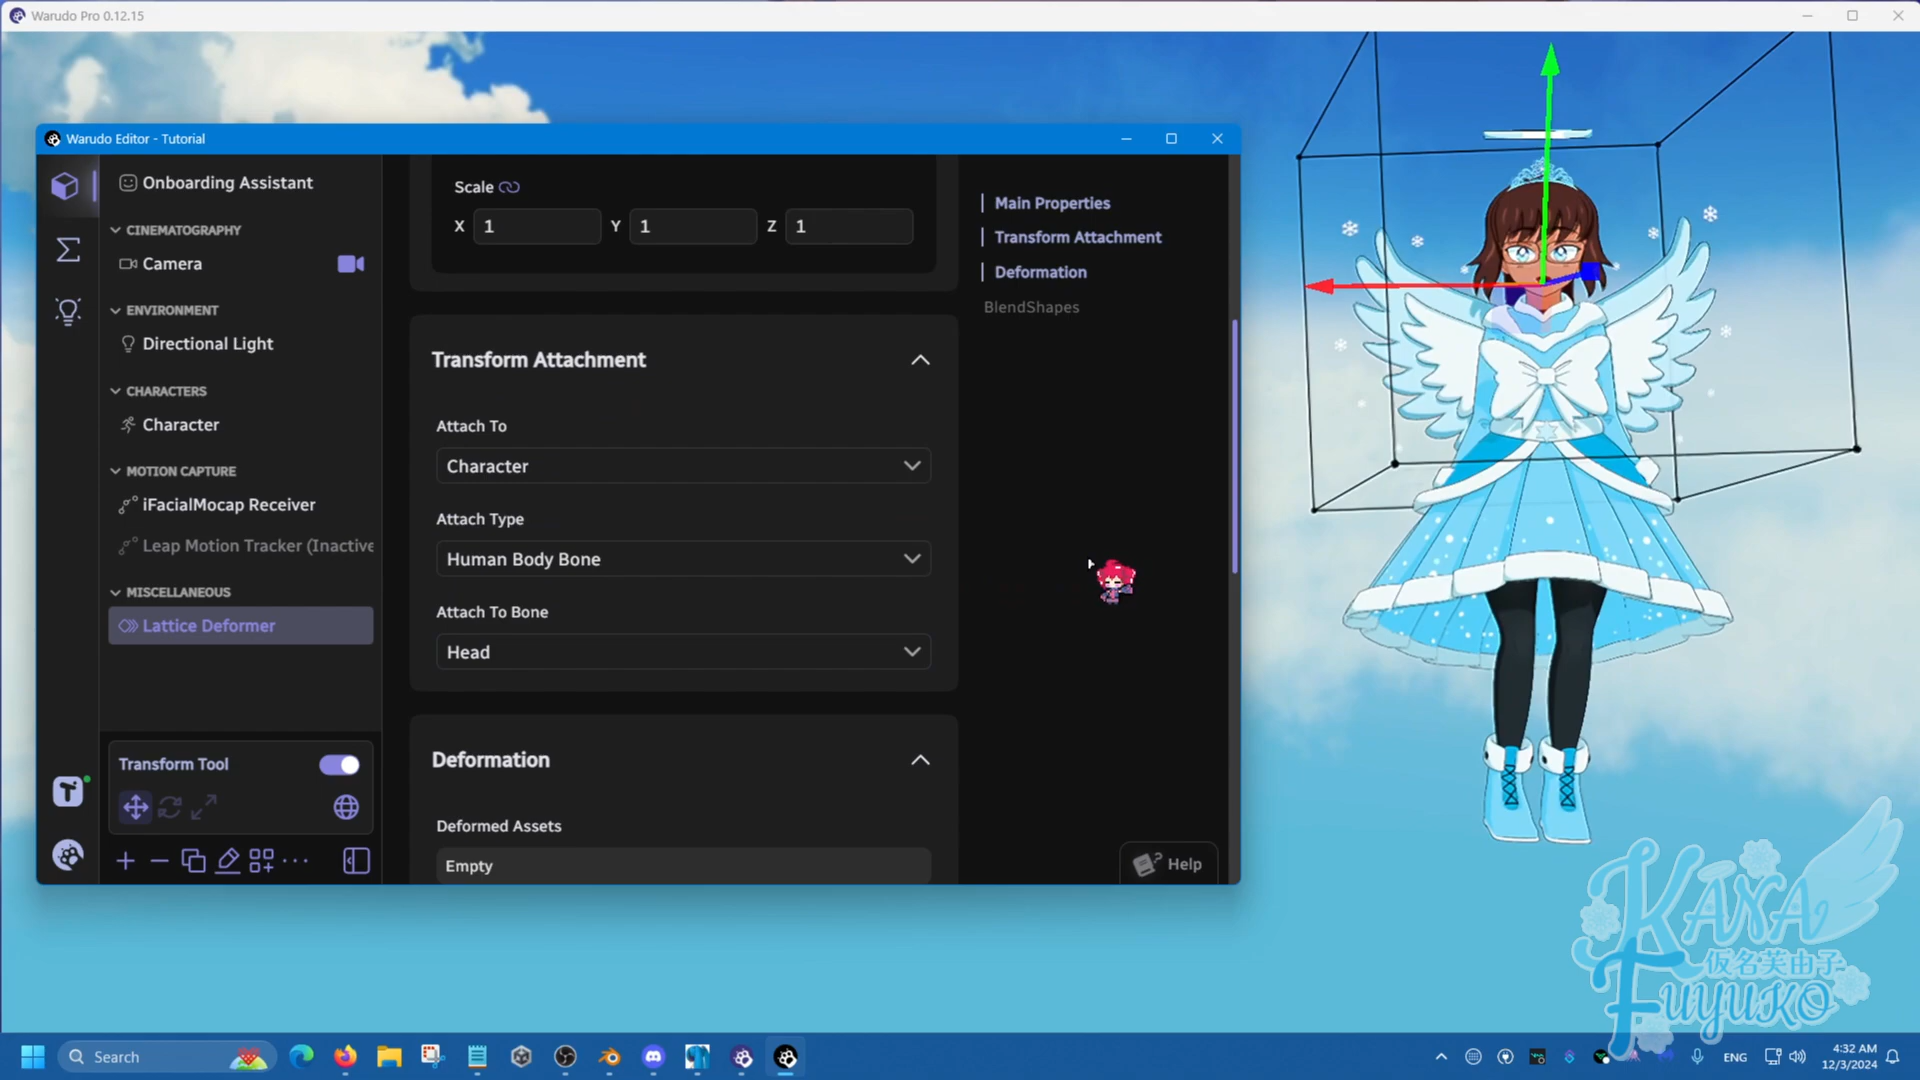 Warudo Pro 0.12.15
Warudo Editor - Tutorial
Onboarding Assistant
CINEMATOGRAPHY
Camera
ENVIRONMENT
Directional Light
CHARACTERS
Character
MOTION CAPTURE
iFacialMocap Receiver
Leap Motion Tracker (Inactive
MISCELLANEOUS
Lattice Deformer
Transform Tool
Scale
X 1 Y 1 Z 1
Transform Attachment
Attach To
Character
Attach Type
Human Body Bone
Attach To Bone
Head
Deformation
Deformed Assets
Empty
Main Properties
Transform Attachment
Deformation
BlendShapes
Help
KANA
仮名芙由子
FUYUKO
Search
ENG
4:32 AM
12/3/2024